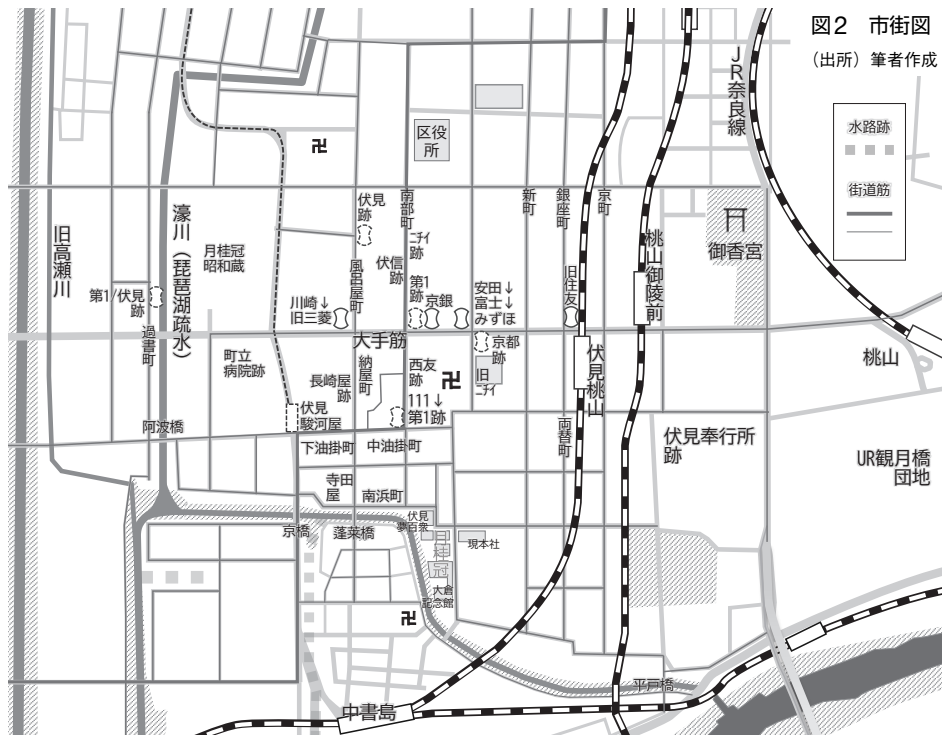 図2 市街図
(出所)筆者作成
水路跡
街道筋
JR奈良線
区役
所
伏見
跡
南部町
ニチイ
跡
新町
銀座町
京町
桃山御陵前
御香宮
旧高瀬川
濠川(琵琶湖疏水)
月桂冠
昭和蔵
風呂屋町
伏信
跡
第1
跡
京銀
安田↓
富士↓
みずほ
旧住友
第1/伏見
跡
川崎↓
旧三菱
過書町
大手筋
京都
跡
伏見桃山
桃山
町立
病院跡
納屋町
西友
跡
旧
ニチイ
長崎屋
跡
111↓
第1跡
伏見
駿河屋
両替町
伏見奉行所
跡
UR観月橋
団地
阿波橋
下油掛町
中油掛町
寺田
屋
南浜町
京橋
蓬莱橋
伏見
夢百衆
月桂冠
現本社
大倉
記念館
平戸橋
中書島